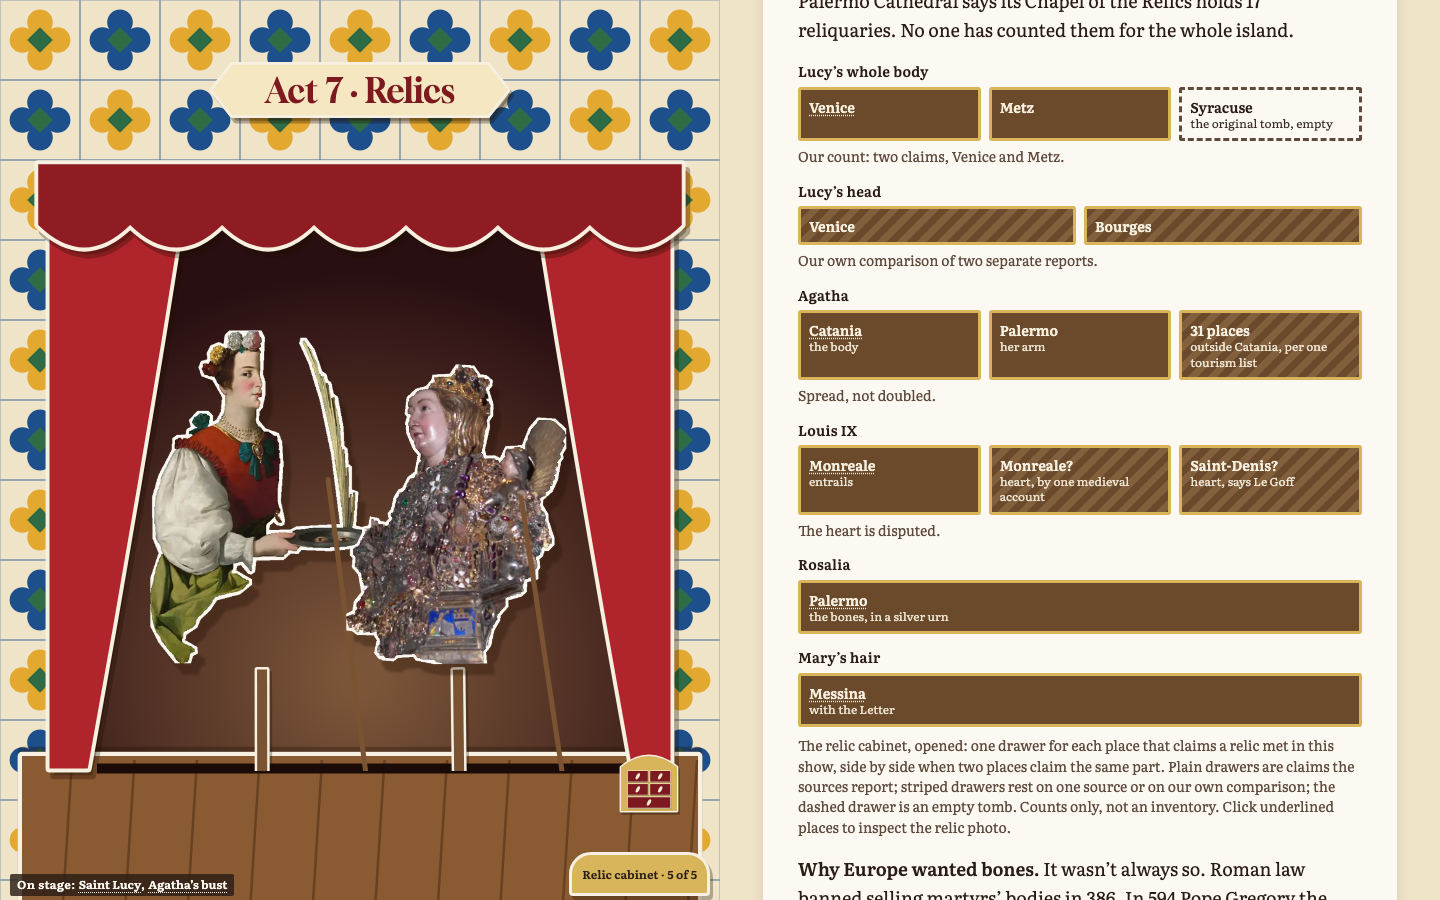 Act 7 · Relics
On stage: Saint Lucy, Agatha's bust
Relic cabinet · 5 of 5
Palermo Cathedral says its Chapel of the Relics holds 17
reliquaries. No one has counted them for the whole island.
Lucy's whole body
Venice
Metz
Syracuse
the original tomb, empty
Our count: two claims, Venice and Metz.
Lucy's head
Venice
Bourges
Our own comparison of two separate reports.
Agatha
Catania
the body
Palermo
her arm
31 places
outside Catania, per one
tourism list
Spread, not doubled.
Louis IX
Monreale
entrails
Monreale?
heart, by one medieval
account
Saint-Denis?
heart, says Le Goff
The heart is disputed.
Rosalia
Palermo
the bones, in a silver urn
Mary's hair
Messina
with the Letter
The relic cabinet, opened: one drawer for each place that claims a relic met in this
show, side by side when two places claim the same part. Plain drawers are claims the
sources report; striped drawers rest on one source or on our own comparison; the
dashed drawer is an empty tomb. Counts only, not an inventory. Click underlined
places to inspect the relic photo.
Why Europe wanted bones. It wasn't always so. Roman law
banned selling martyrs' bodies in 386. In 594 Pope Gregory the